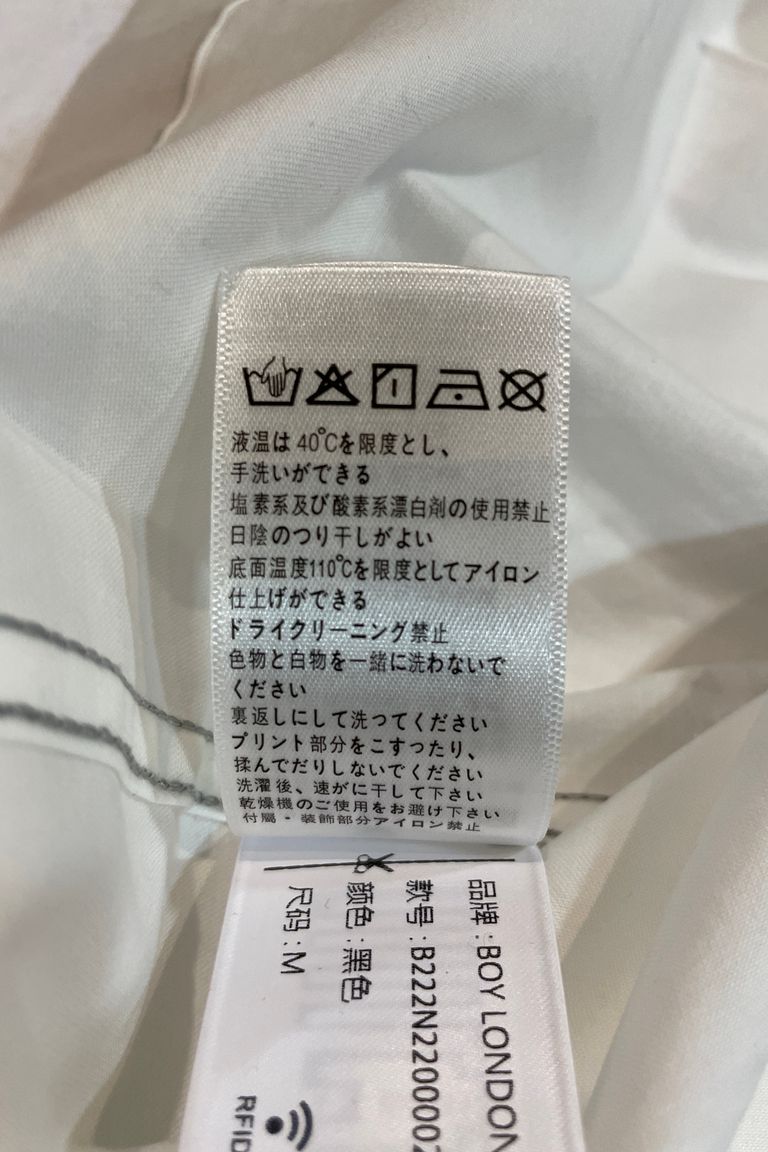 液温は 40℃を限度とし、
手洗いができる
塩素系及び酸素系漂白剤の使用禁止
日陰のつり干しがよい
底面温度110℃を限度としてアイロン
仕上げができる
ドライクリーニング禁止
色物と白物を一緒に洗わないで
ください
裏返しにして洗つてください
プリント部分をこすつたり、
揉んでだりしないでください
洗濯後、速がに干して下さい
乾燥機のご使用をお避け下さい
付属・装飾部分アイロン禁止
品牌:BOY LONDON
款号:B222N2200002
颜色:黑色
尺码:M
RFID